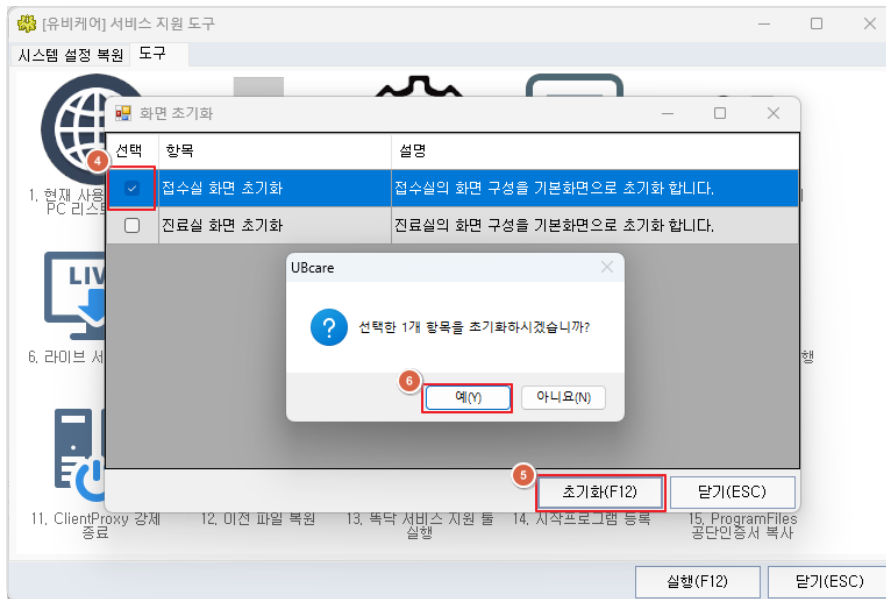 [유비케어] 서비스 지원 도구
시스템 설정 복원 도구
화면 초기화
선택 항목 설명
4
접수실 화면 초기화 접수실의 화면 구성을 기본화면으로 초기화 합니다.
진료실 화면 초기화 진료실의 화면 구성을 기본화면으로 초기화 합니다.
1. 현재 사용
PC 리스트
LIV
6. 라이브 서
행
UBcare
선택한 1개 항목을 초기화하시겠습니까?
6
예(Y) 아니요(N)
5
초기화(F12) 닫기(ESC)
11. ClientProxy 강제
종료
12. 이전 파일 복원
13. 똑닥 서비스 지원 툴
실행
14. 시작프로그램 등록
15. ProgramFiles
공단인증서 복사
실행(F12) 닫기(ESC)